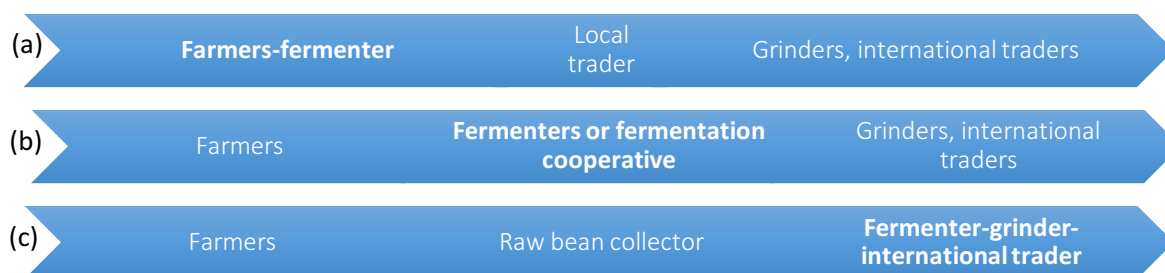 (a)
Farmers-fermenter
Local
trader
Grinders, international traders
(b)
Farmers
Fermenters or fermentation
cooperative
Grinders, international
traders
(c)
Farmers
Raw bean collector
Fermenter-grinder-
international trader